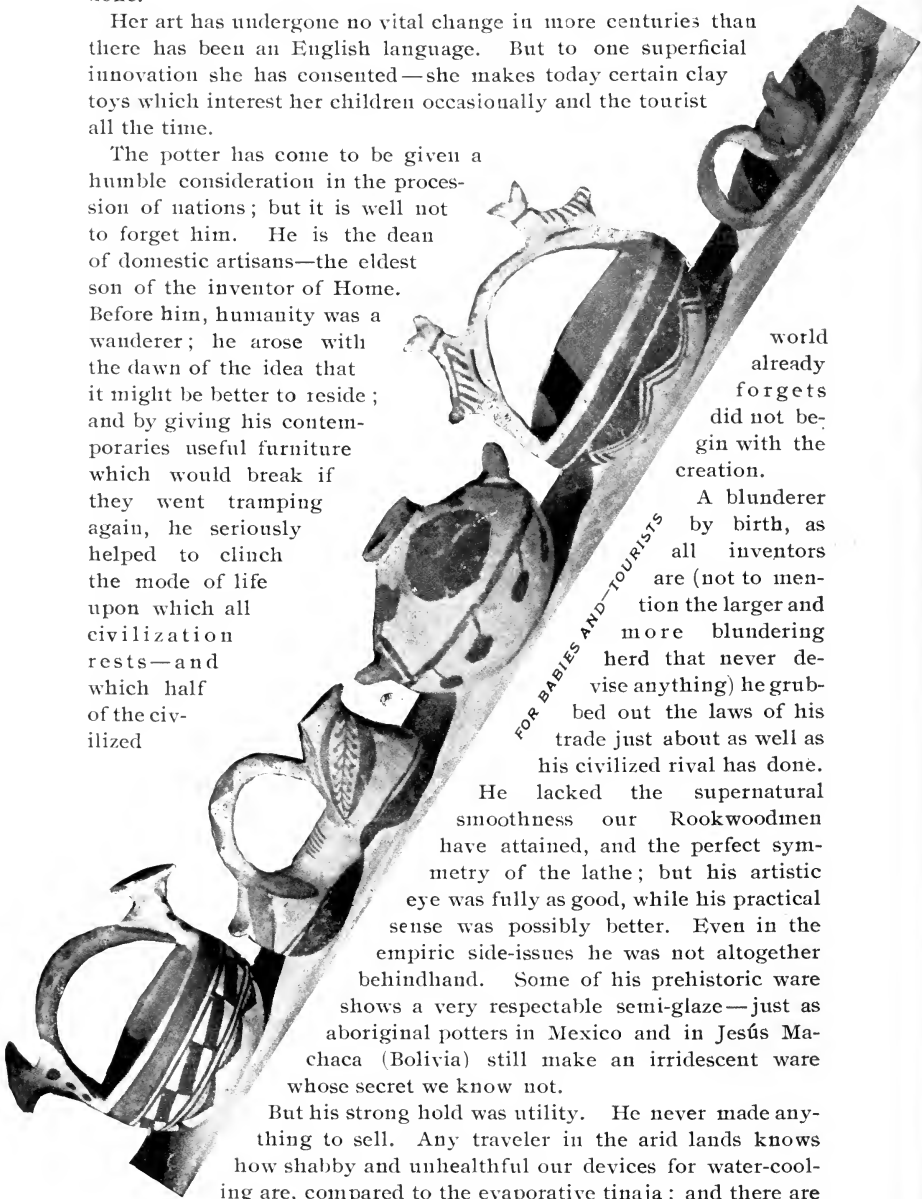 Her art has undergone no vital change in more centuries than
there has been an English language. But to one superficial
innovation she has consented—she makes today certain clay
toys which interest her children occasionally and the tourist
all the time.
The potter has come to be given a
humble consideration in the proces-
sion of nations; but it is well not
to forget him. He is the dean
of domestic artisans—the eldest
son of the inventor of Home.
Before him, humanity was a
wanderer; he arose with
the dawn of the idea that
it might be better to reside;
and by giving his contem-
poraries useful furniture
which would break if
they went tramping
again, he seriously
helped to clinch
the mode of life
upon which all
civilization
rests—and
which half
of the civ-
ilized
world
already
forgets
did not be-
gin with the
creation.
A blunderer
by birth, as
all inventors
are (not to men-
tion the larger and
more blundering
herd that never de-
vise anything) he grub-
bed out the laws of his
trade just about as well as
his civilized rival has done.
He lacked the supernatural
smoothness our Rookwoodmen
have attained, and the perfect sym-
metry of the lathe; but his artistic
eye was fully as good, while his practical
sense was possibly better. Even in the
empiric side-issues he was not altogether
behindhand. Some of his prehistoric ware
shows a very respectable semi-glaze—just as
aboriginal potters in Mexico and in Jesús Ma-
chaca (Bolivia) still make an irridescent ware
whose secret we know not.
But his strong hold was utility. He never made any-
thing to sell. Any traveler in the arid lands knows
how shabby and unhealthful our devices for water-cool-
ing are, compared to the evaporative tinaja; and there are
FOR BABIES AND—TOURISTS